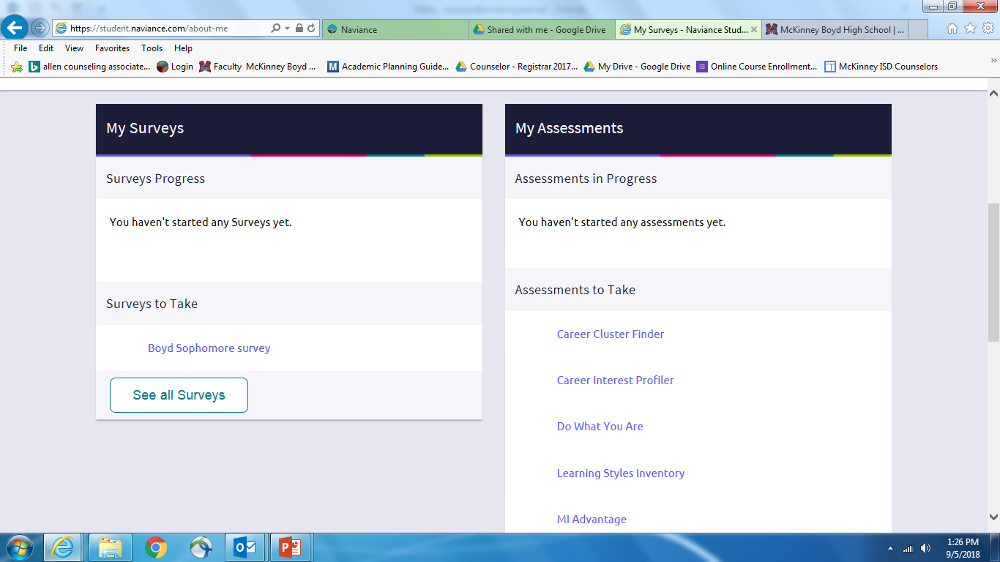 https://student.naviance.com/about-me
Naviance
Shared with me - Google Drive
My Surveys - Naviance Stud...
McKinney Boyd High School | ...
File Edit View Favorites Tools Help
allen counseling associate...
Login
Faculty McKinney Boyd ...
Academic Planning Guide...
Counselor - Registrar 2017...
My Drive - Google Drive
Online Course Enrollment...
McKinney ISD Counselors
My Surveys
Surveys Progress
You haven't started any Surveys yet.
Surveys to Take
Boyd Sophomore survey
See all Surveys
My Assessments
Assessments in Progress
You haven't started any assessments yet.
Assessments to Take
Career Cluster Finder
Career Interest Profiler
Do What You Are
Learning Styles Inventory
MI Advantage
1:26 PM
9/5/2018